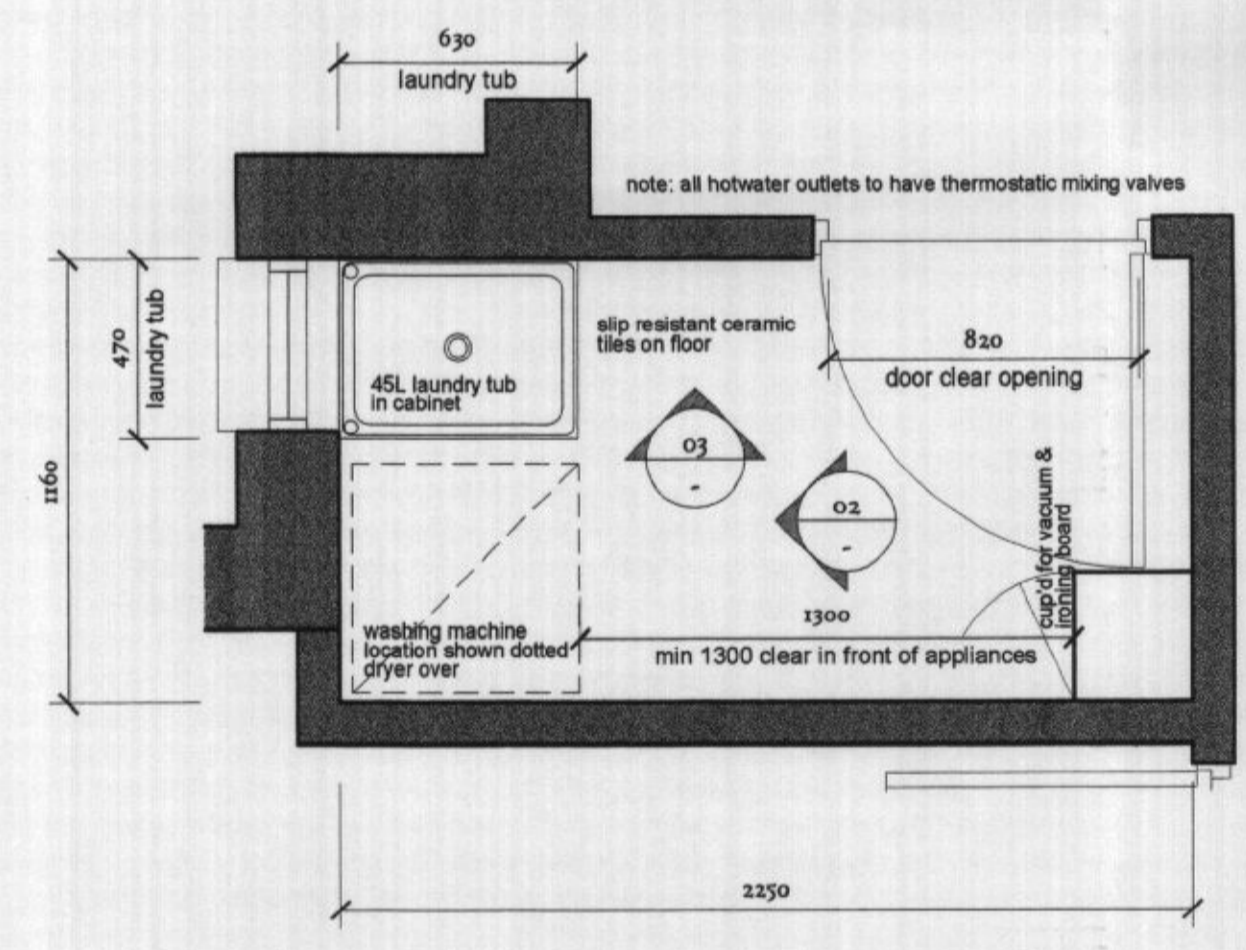 630
laundry tub
note: all hotwater outlets to have thermostatic mixing valves
470
laundry tub
1160
45L laundry tub
in cabinet
slip resistant ceramic
tiles on floor
820
door clear opening
03
-
02
-
cup'd for vacuum &
ironing board
washing machine
location shown dotted
dryer over
1300
min 1300 clear in front of appliances
2250